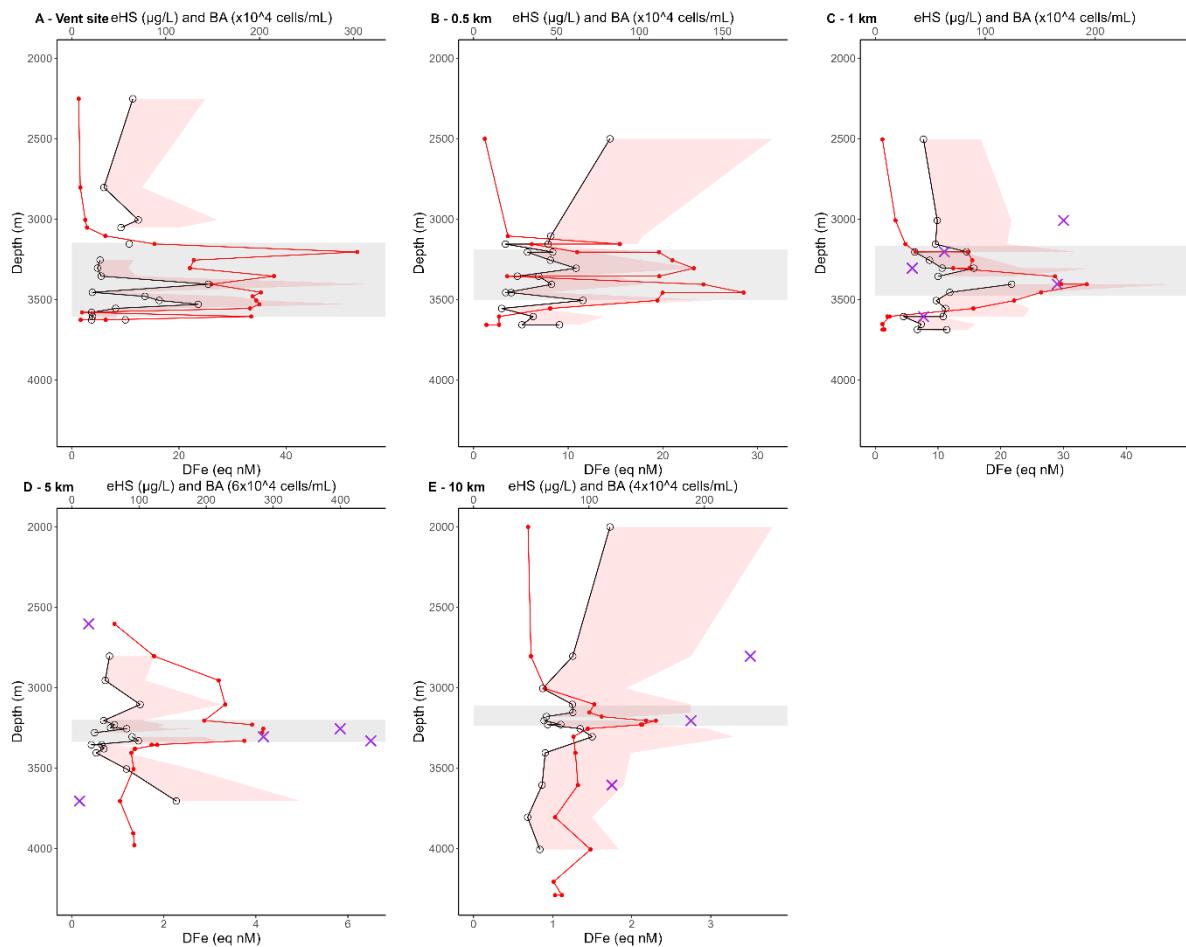 A - Vent site eHS (µg/L) and BA (x10^4 cells/mL)
0 100 200 300
Depth (m)
2000
2500
3000
3500
4000
0 20 40
DFe (eq nM)
B - 0.5 km eHS (µg/L) and BA (x10^4 cells/mL)
0 50 100 150
Depth (m)
2000
2500
3000
3500
4000
0 10 20 30
DFe (eq nM)
C - 1 km eHS (µg/L) and BA (x10^4 cells/mL)
0 100 200
Depth (m)
2000
2500
3000
3500
4000
0 10 20 30 40
DFe (eq nM)
D - 5 km eHS (µg/L) and BA (6x10^4 cells/mL)
0 100 200 300 400
Depth (m)
2000
2500
3000
3500
4000
0 2 4 6
DFe (eq nM)
E - 10 km eHS (µg/L) and BA (4x10^4 cells/mL)
0 100 200
Depth (m)
2000
2500
3000
3500
4000
0 1 2 3
DFe (eq nM)